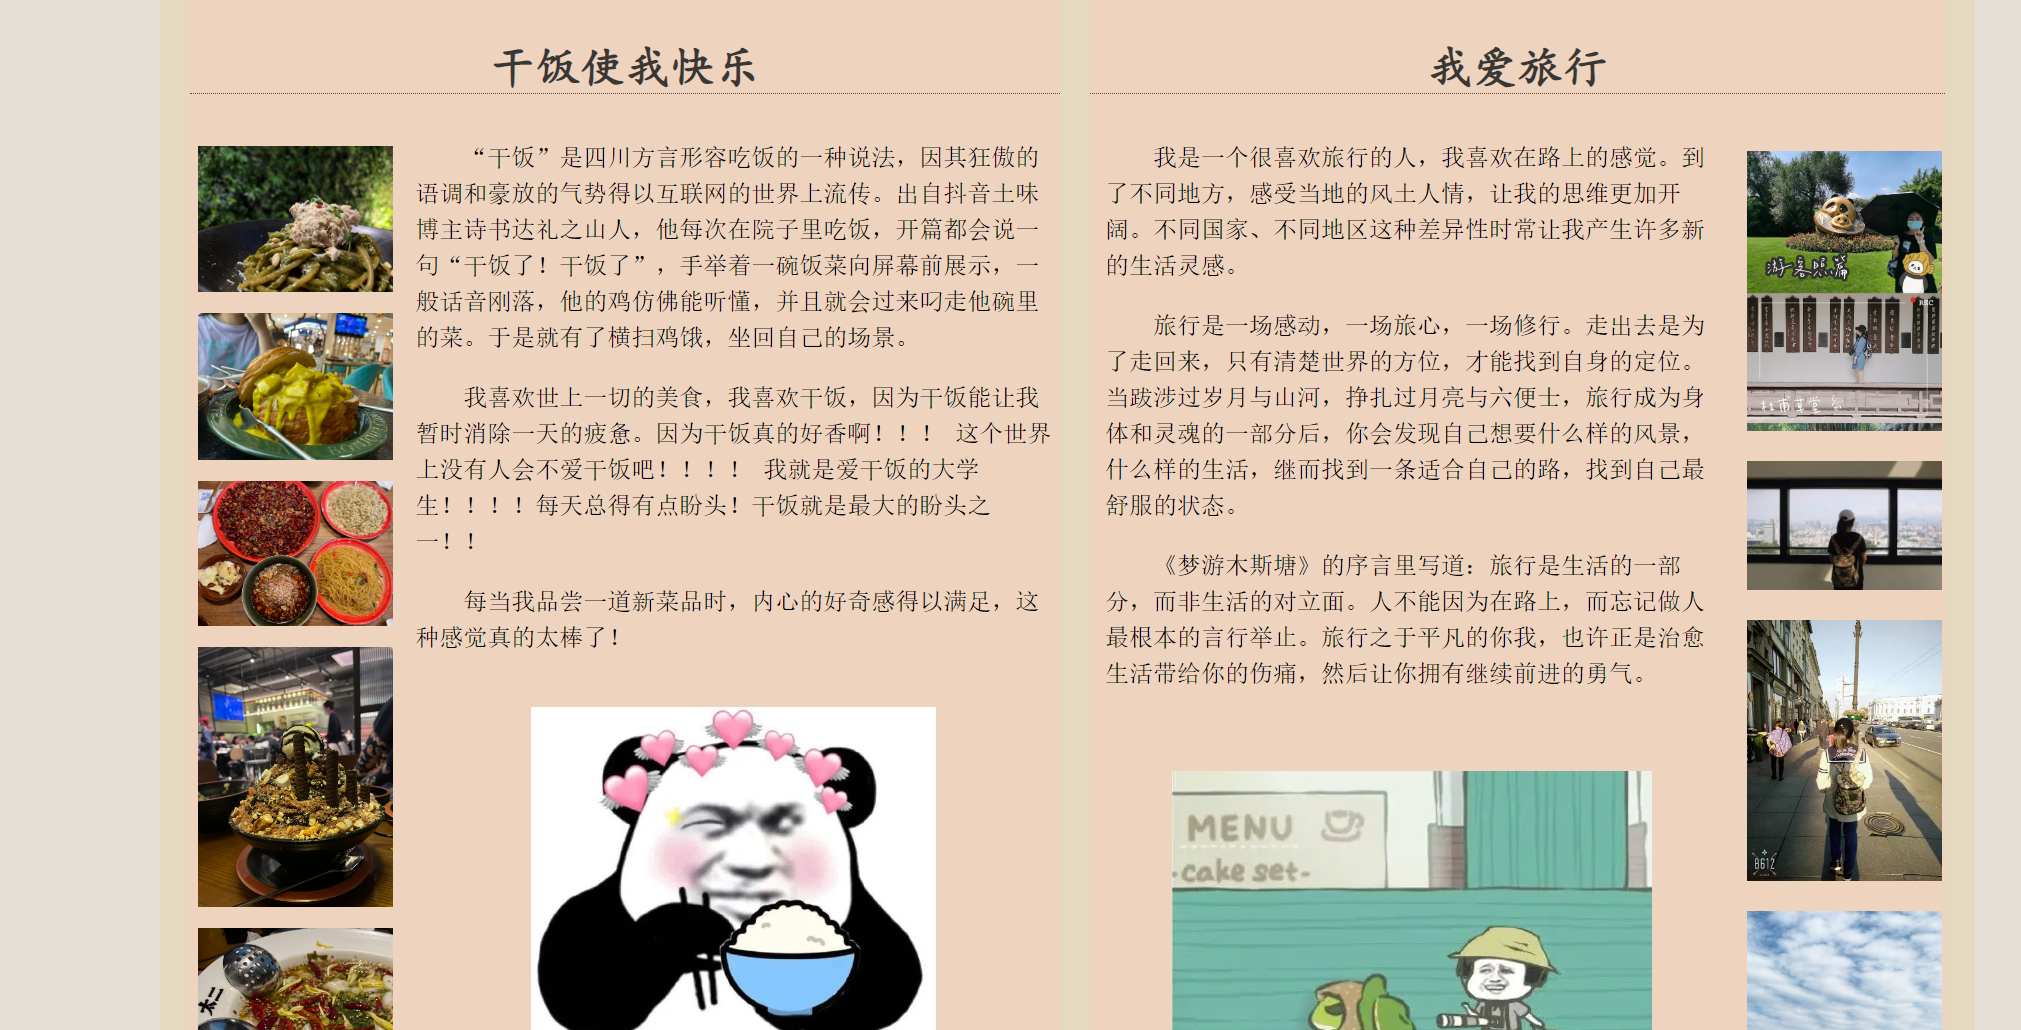 干饭使我快乐
“干饭”是四川方言形容吃饭的一种说法，因其狂傲的
语调和豪放的气势得以互联网的世界上流传。出自抖音土味
博主诗书达礼之山人，他每次在院子里吃饭，开篇都会说一
句“干饭了！干饭了”，手举着一碗饭菜向屏幕前展示，一
般话音刚落，他的鸡仿佛能听懂，并且就会过来叼走他碗里
的菜。于是就有了横扫鸡饿，坐回自己的场景。
我喜欢世上一切的美食，我喜欢干饭，因为干饭能让我
暂时消除一天的疲惫。因为干饭真的好香啊！！！ 这个世界
上没有人会不爱干饭吧！！！！ 我就是爱干饭的大学
生！！！！每天总得有点盼头！干饭就是最大的盼头之
一！！
每当我品尝一道新菜品时，内心的好奇感得以满足，这
种感觉真的太棒了！
太二
我爱旅行
我是一个很喜欢旅行的人，我喜欢在路上的感觉。到
了不同地方，感受当地的风土人情，让我的思维更加开
阔。不同国家、不同地区这种差异性时常让我产生许多新
的生活灵感。
旅行是一场感动，一场旅心，一场修行。走出去是为
了走回来，只有清楚世界的方位，才能找到自身的定位。
当跋涉过岁月与山河，挣扎过月亮与六便士，旅行成为身
体和灵魂的一部分后，你会发现自己想要什么样的风景，
什么样的生活，继而找到一条适合自己的路，找到自己最
舒服的状态。
《梦游木斯塘》的序言里写道：旅行是生活的一部
分，而非生活的对立面。人不能因为在路上，而忘记做人
最根本的言行举止。旅行之于平凡的你我，也许正是治愈
生活带给你的伤痛，然后让你拥有继续前进的勇气。
MENU
-cake set-
游客照篇
REC
杜甫草堂
B612